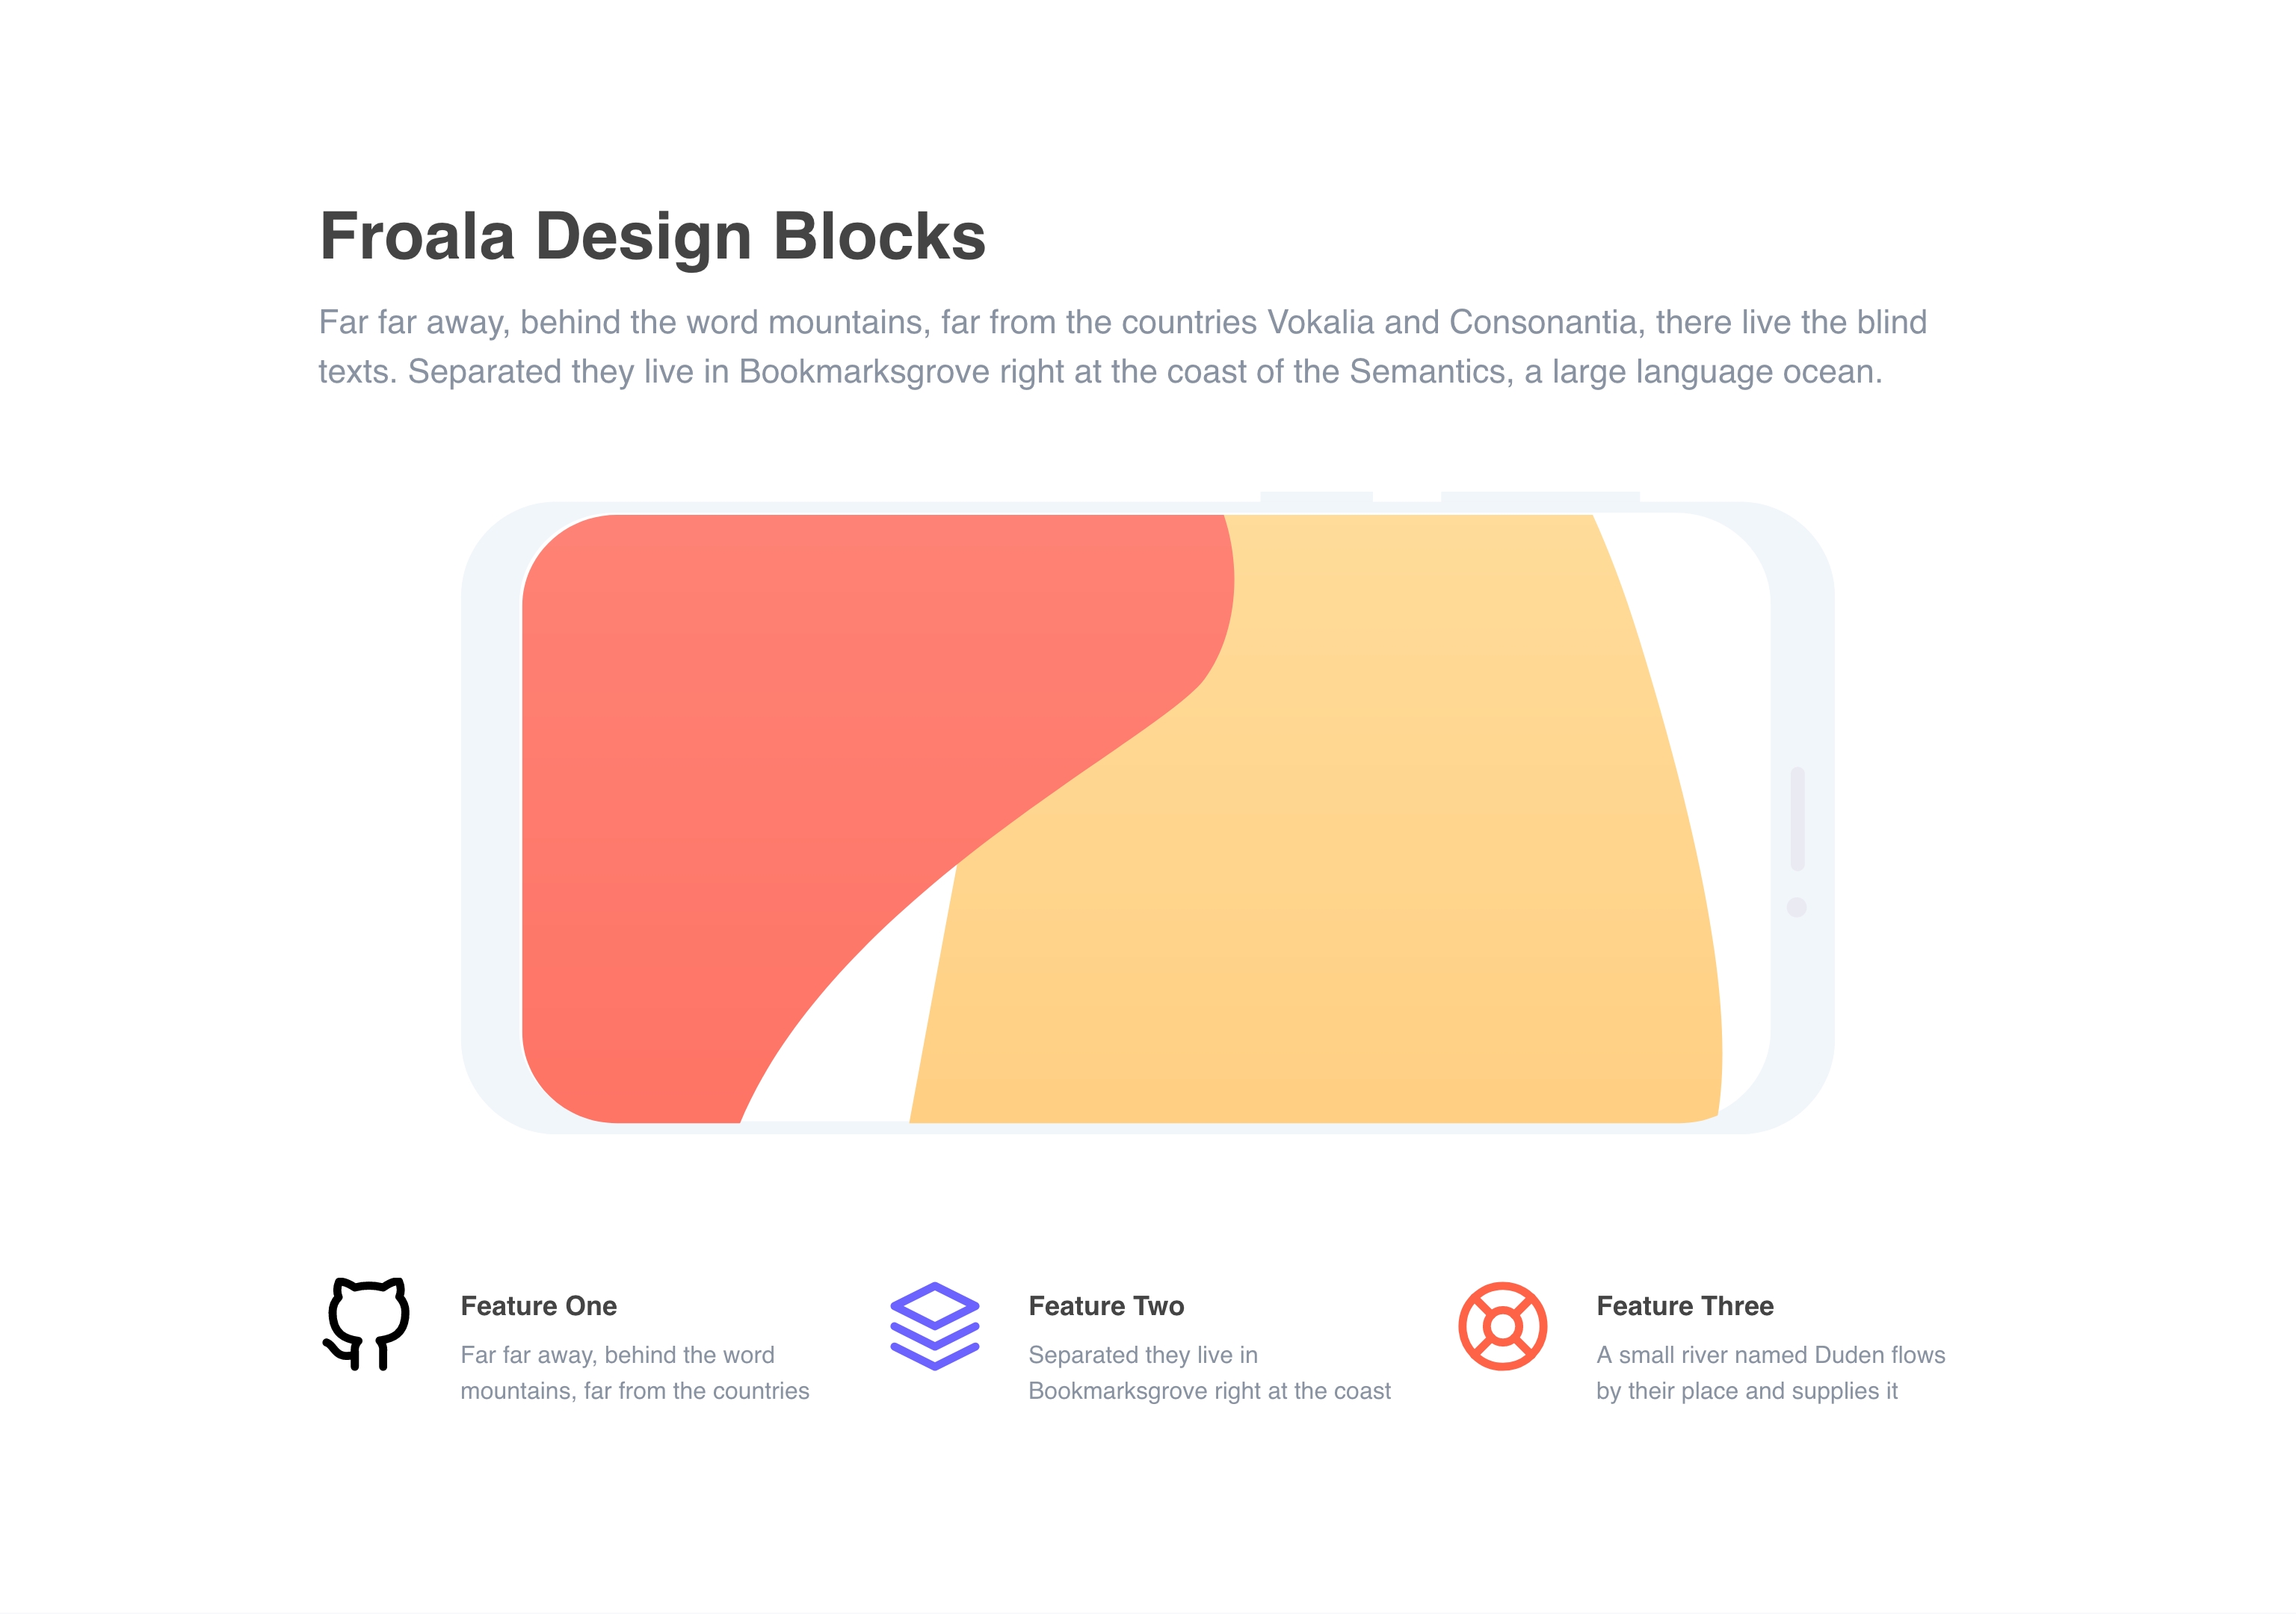 Froala Design Blocks
Far far away, behind the word mountains, far from the countries Vokalia and Consonantia, there live the blind
texts. Separated they live in Bookmarksgrove right at the coast of the Semantics, a large language ocean.
Feature One
Far far away, behind the word
mountains, far from the countries
Feature Two
Separated they live in
Bookmarksgrove right at the coast
Feature Three
A small river named Duden flows
by their place and supplies it